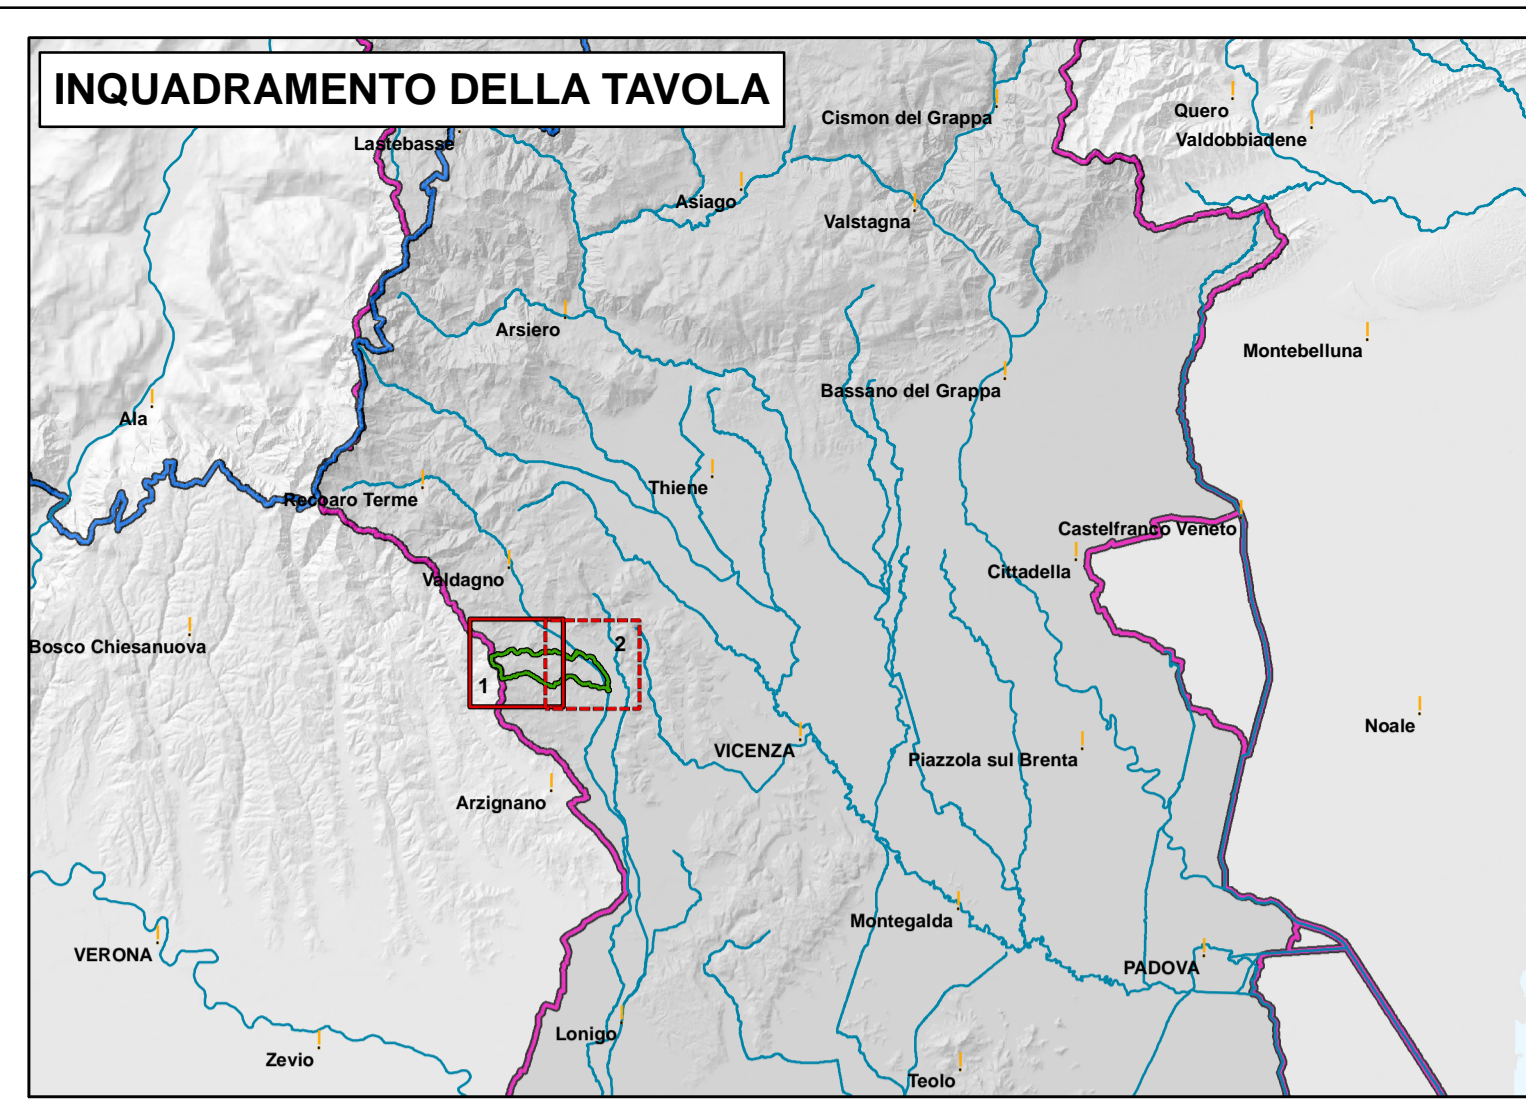 INQUADRAMENTO DELLA TAVOLA
Cismon del Grappa
Quero
Valdobbiadene
Lastebasse
Asiago
Valstagna
Arsiero
Montebelluna
Bassano del Grappa
Ala
Thiene
Recoaro Terme
Castelfranco Veneto
Cittadella
Valdagno
Bosco Chiesanuova
2
1
Noale
VICENZA
Piazzola sul Brenta
Arzignano
Montegalda
VERONA
PADOVA
Lonigo
Zevio
Teolo